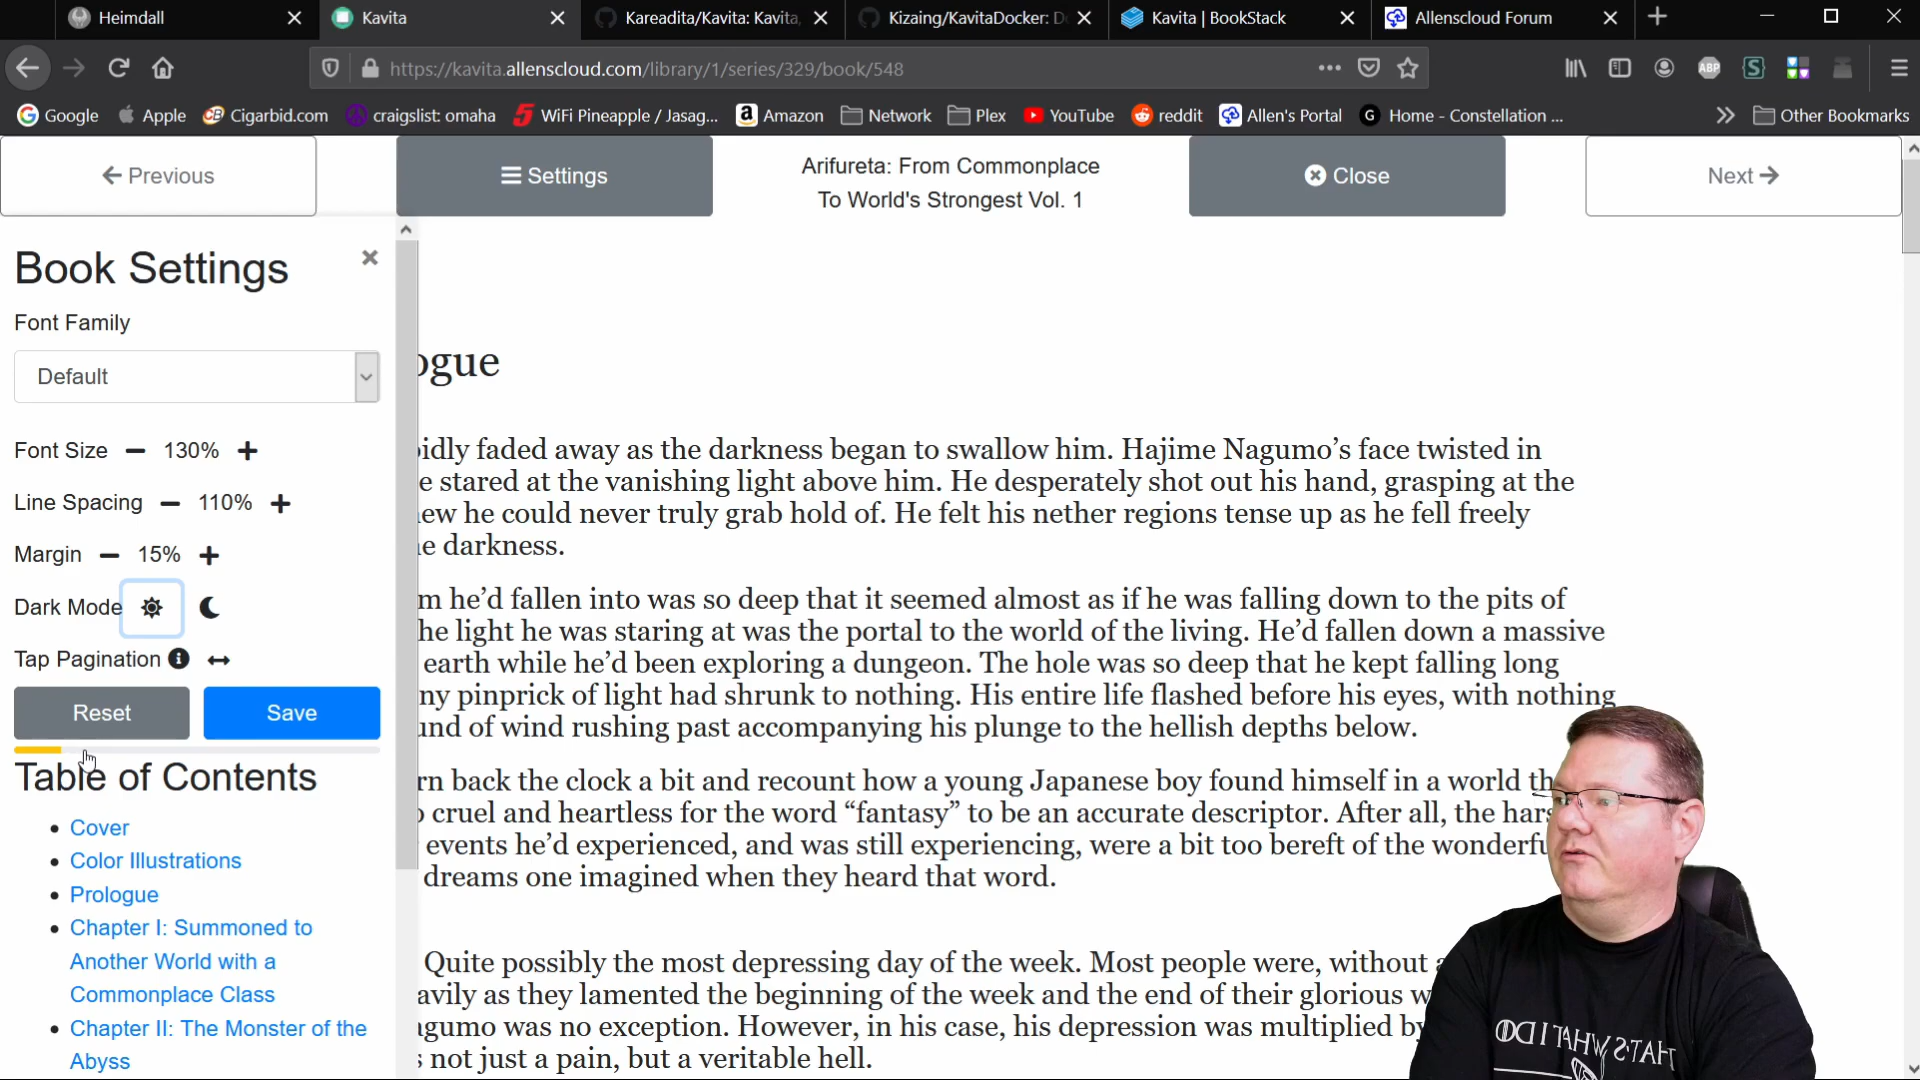 Heimdall
Kavita
Kareadita/Kavita: Kavita,
Kizaing/KavitaDocker: D
Kavita | BookStack
Allenscloud Forum
https://kavita.allenscloud.com/library/1/series/329/book/548
ABP
S
Google
Apple
Cigarbid.com
craigslist: omaha
WiFi Pineapple / Jasag...
Amazon
Network
Plex
YouTube
reddit
Allen's Portal
Home - Constellation ...
Other Bookmarks
Previous
Settings
Arifureta: From Commonplace
To World's Strongest Vol. 1
Close
Next
Book Settings
Font Family
Default
Font Size 130%
Line Spacing 110%
Margin 15%
Dark Mode
Tap Pagination
Reset
Save
Table of Contents
Cover
Color Illustrations
Prologue
Chapter I: Summoned to
Another World with a
Commonplace Class
Chapter II: The Monster of the
Abyss
ogue
idly faded away as the darkness began to swallow him. Hajime Nagumo’s face twisted in
e stared at the vanishing light above him. He desperately shot out his hand, grasping at the
ew he could never truly grab hold of. He felt his nether regions tense up as he fell freely
e darkness.
m he’d fallen into was so deep that it seemed almost as if he was falling down to the pits of
he light he was staring at was the portal to the world of the living. He’d fallen down a massive
earth while he’d been exploring a dungeon. The hole was so deep that he kept falling long
ny pinprick of light had shrunk to nothing. His entire life flashed before his eyes, with nothing
und of wind rushing past accompanying his plunge to the hellish depths below.
rn back the clock a bit and recount how a young Japanese boy found himself in a world th
cruel and heartless for the word “fantasy” to be an accurate descriptor. After all, the hars
events he’d experienced, and was still experiencing, were a bit too bereft of the wonderfu
dreams one imagined when they heard that word.
Quite possibly the most depressing day of the week. Most people were, without
avily as they lamented the beginning of the week and the end of their glorious w
agumo was no exception. However, in his case, his depression was multiplied by
s not just a pain, but a veritable hell.
THAT'S WHAT I DO